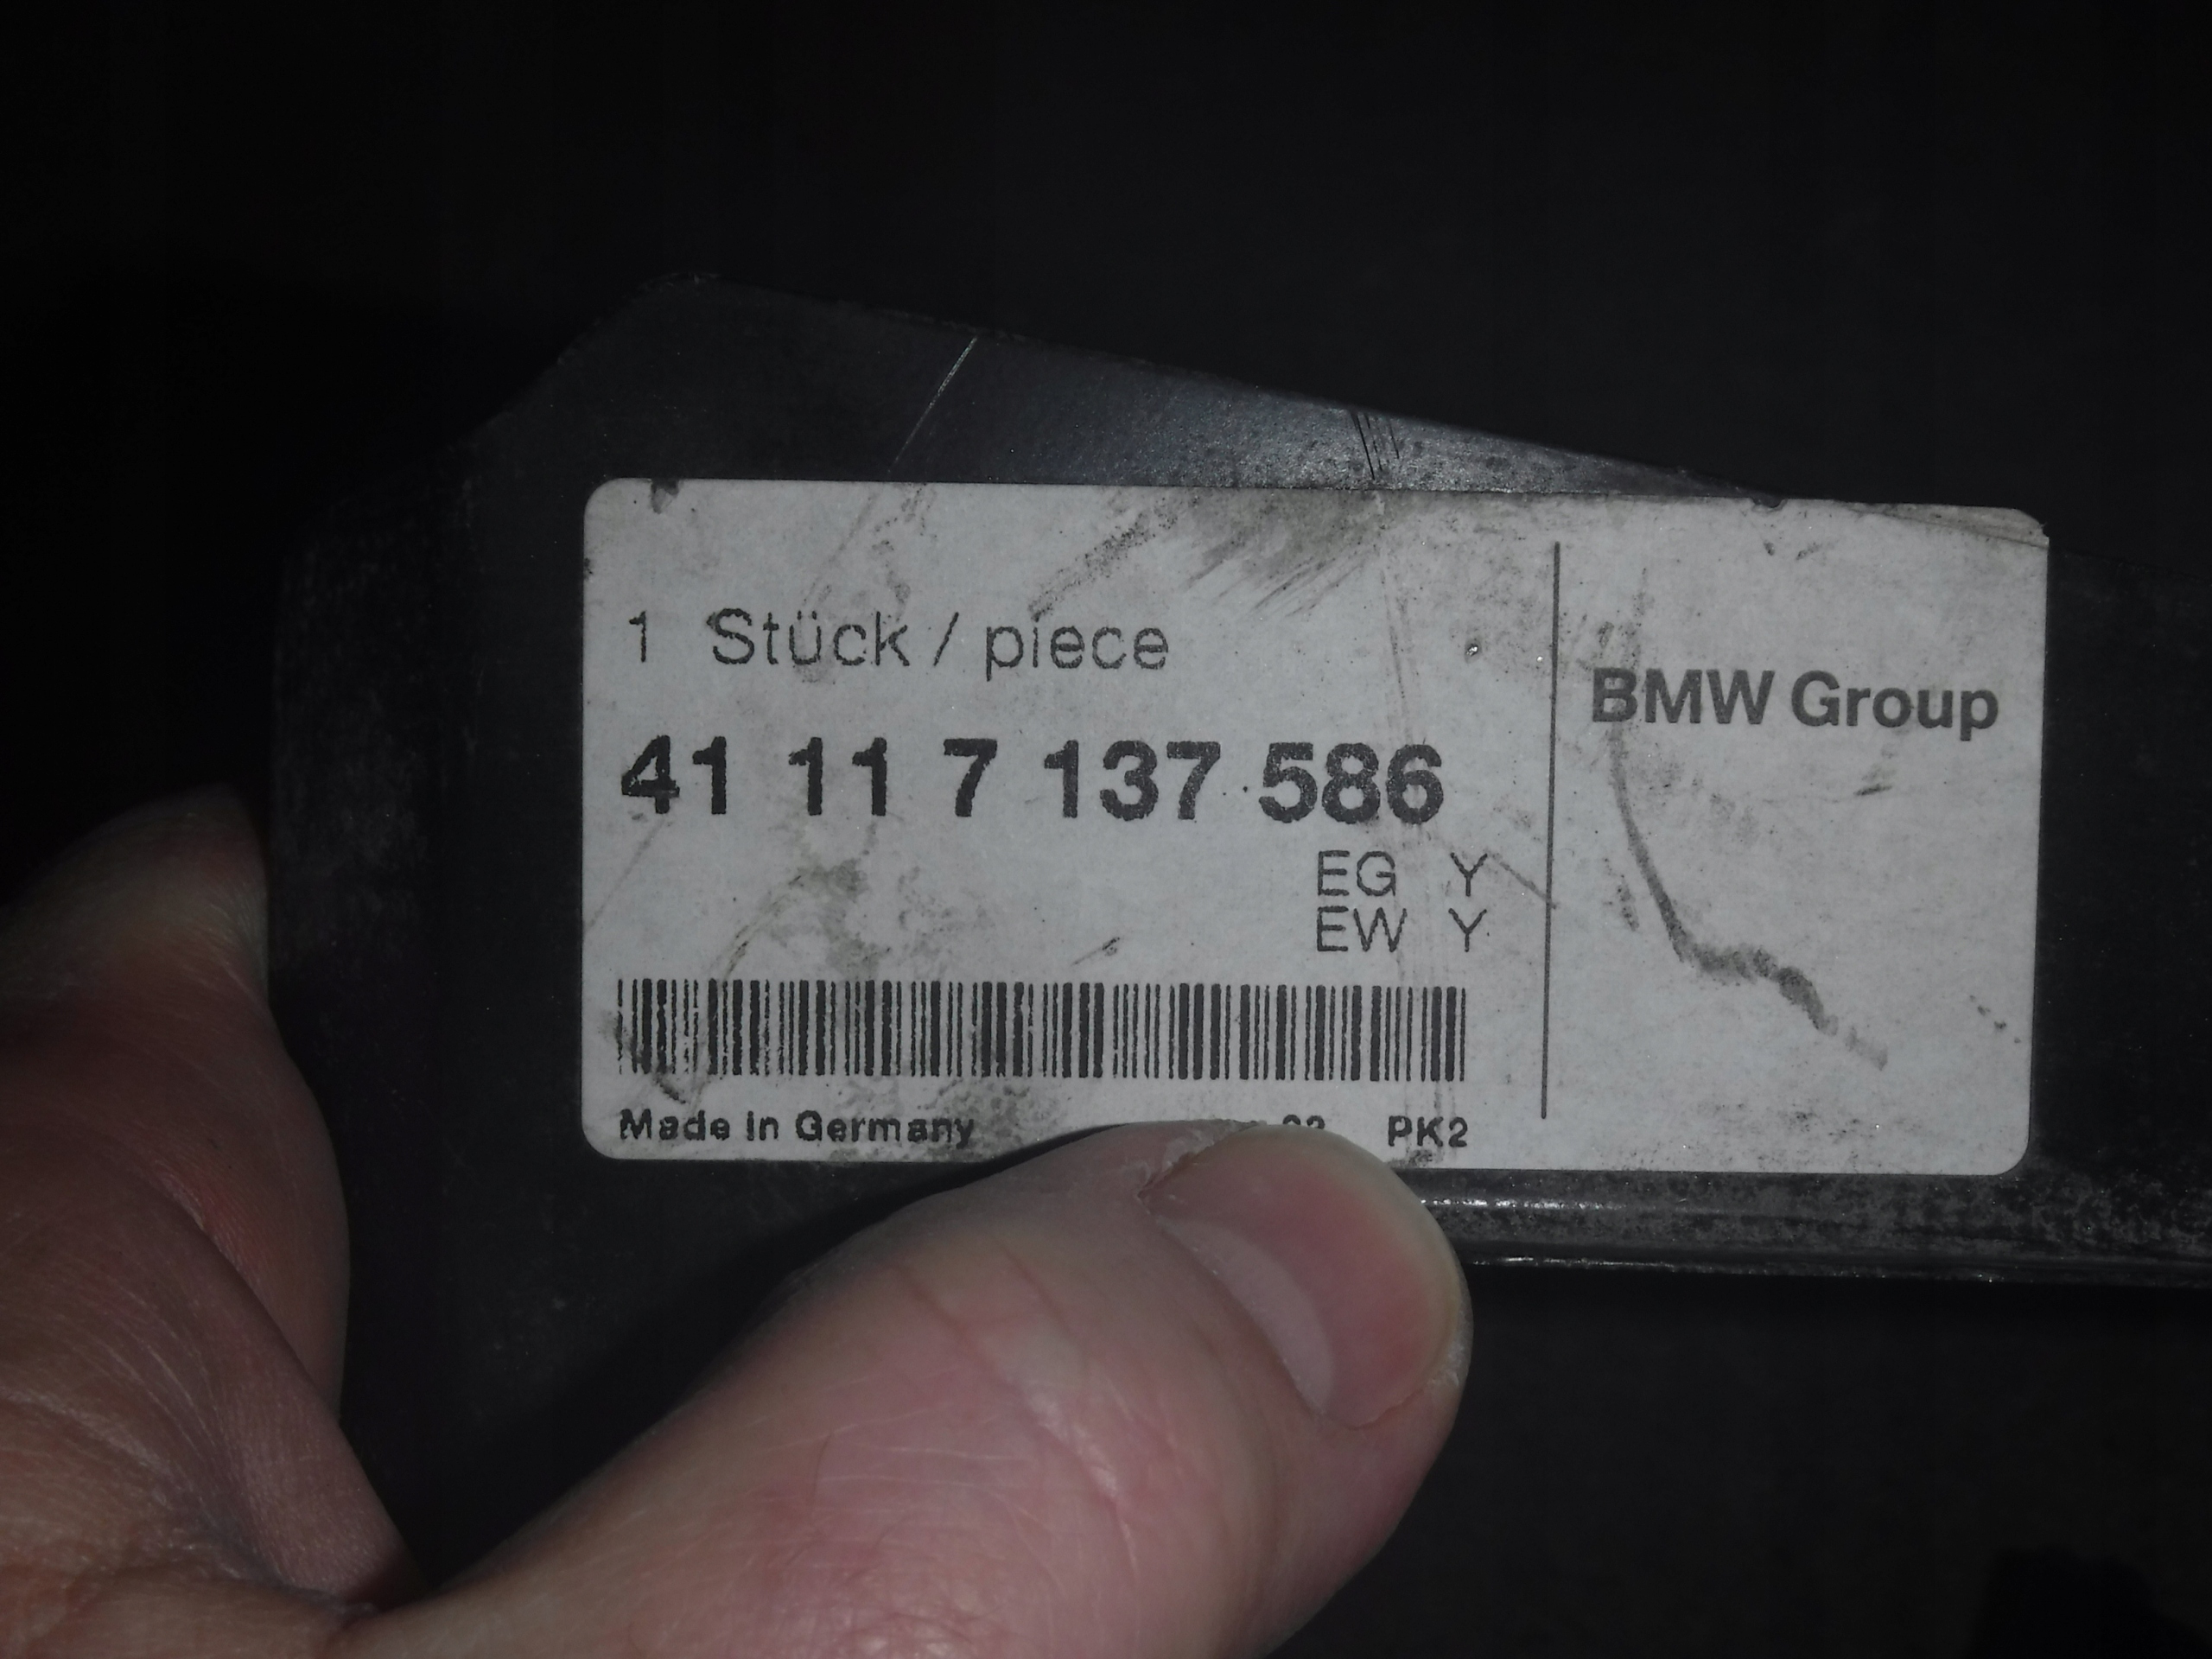 1 Stück / piece
BMW Group
41 11 7 137 586
EG Y
EW Y
Made in Germany PK2